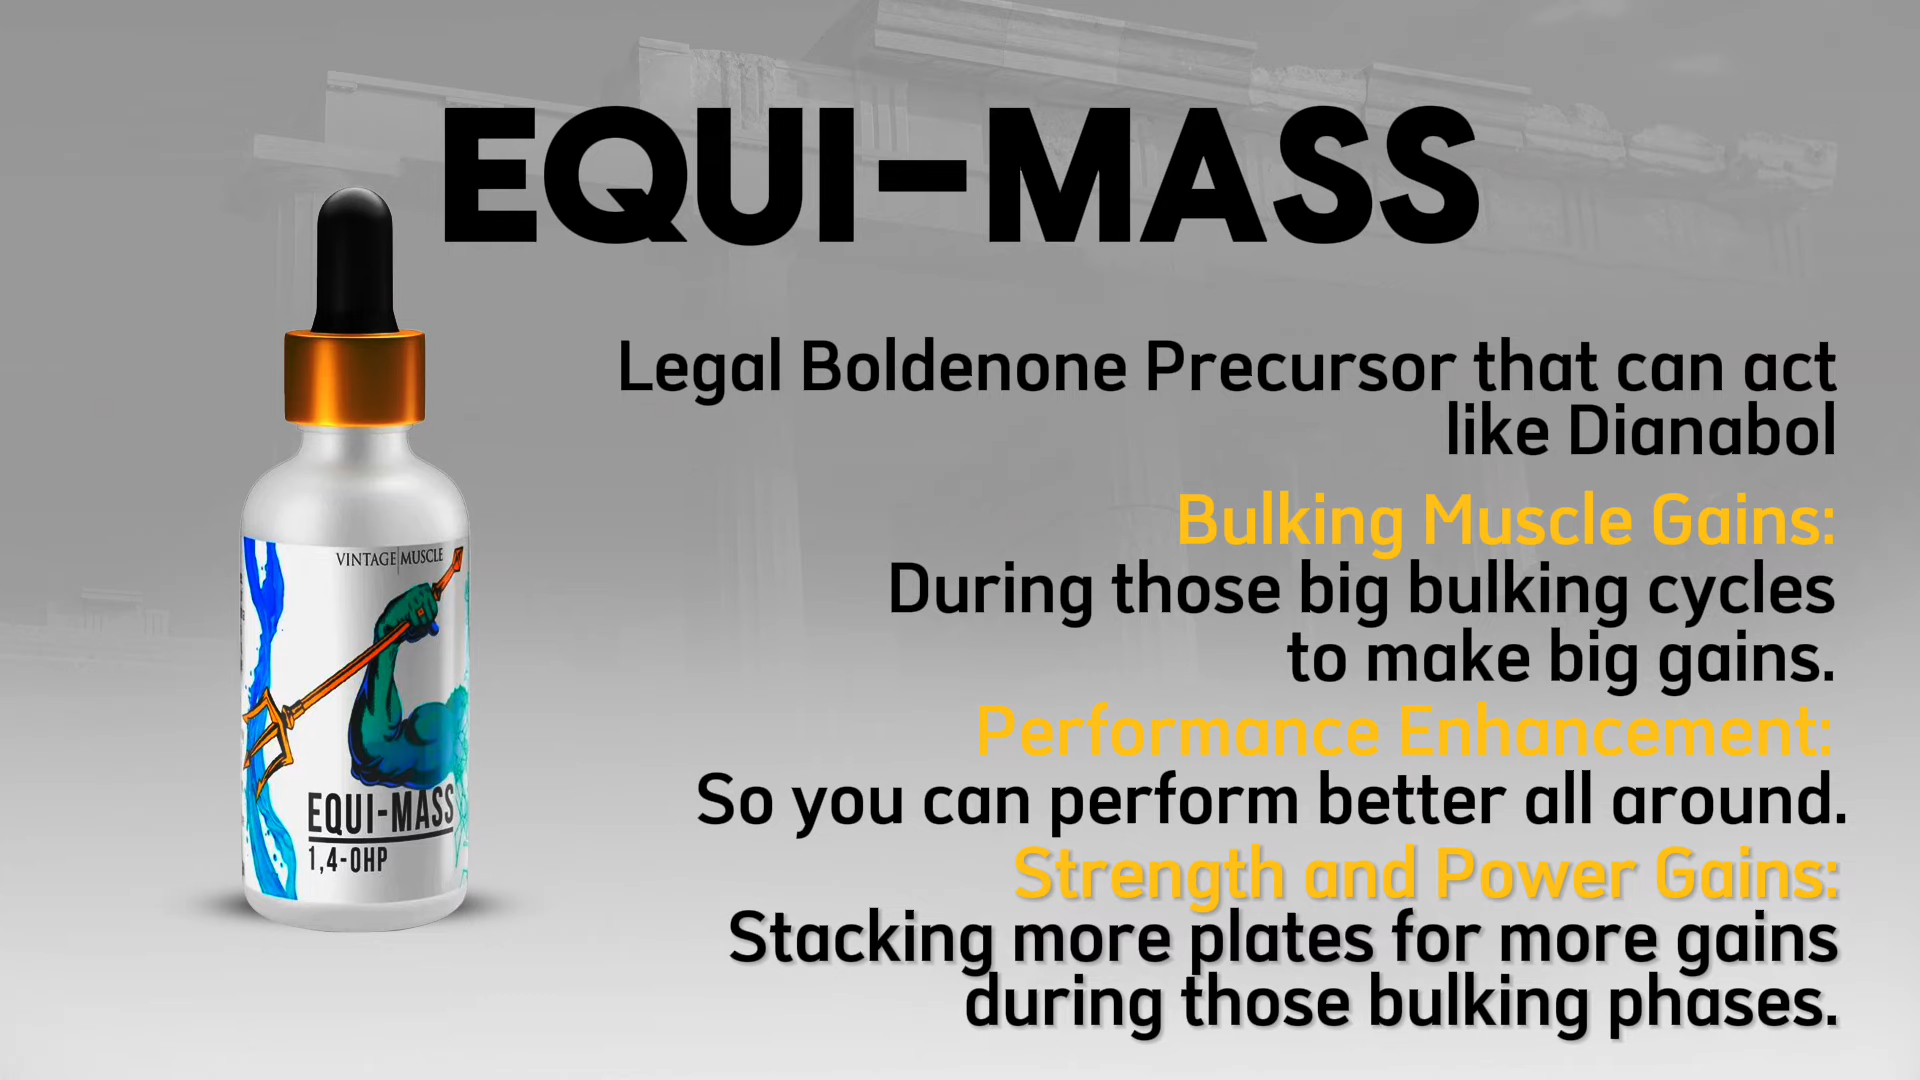 EQUI-MASS
Legal Boldenone Precursor that can act
like Dianabol
Bulking Muscle Gains:
During those big bulking cycles
to make big gains.
Performance Enhancement:
So you can perform better all around.
Strength and Power Gains:
Stacking more plates for more gains
during those bulking phases.
VINTAGE|MUSCLE
EQUI-MASS
1,4-OHP